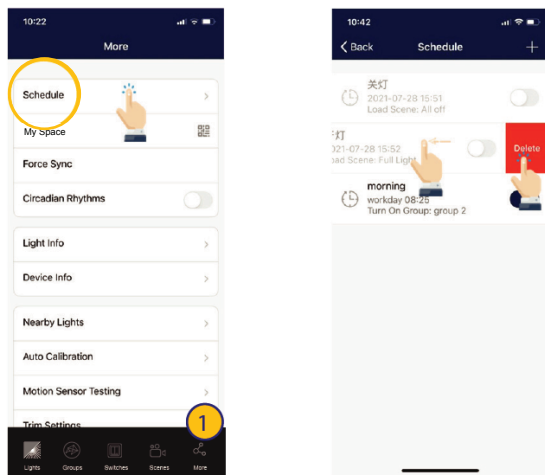 10:22
More
Schedule
My Space
Force Sync
Circadian Rhythms
Light Info
Device Info
Nearby Lights
Auto Calibration
Motion Sensor Testing
Trim Settings
1
Lights Groups Switches Scenes More
10:42
Back Schedule +
关灯
2021-07-28 15:51
Load Scene: All off
灯
021-07-28 15:52
oad Scene: Full Light
Delete
morning
workday 08:25
Turn On Group: group 2